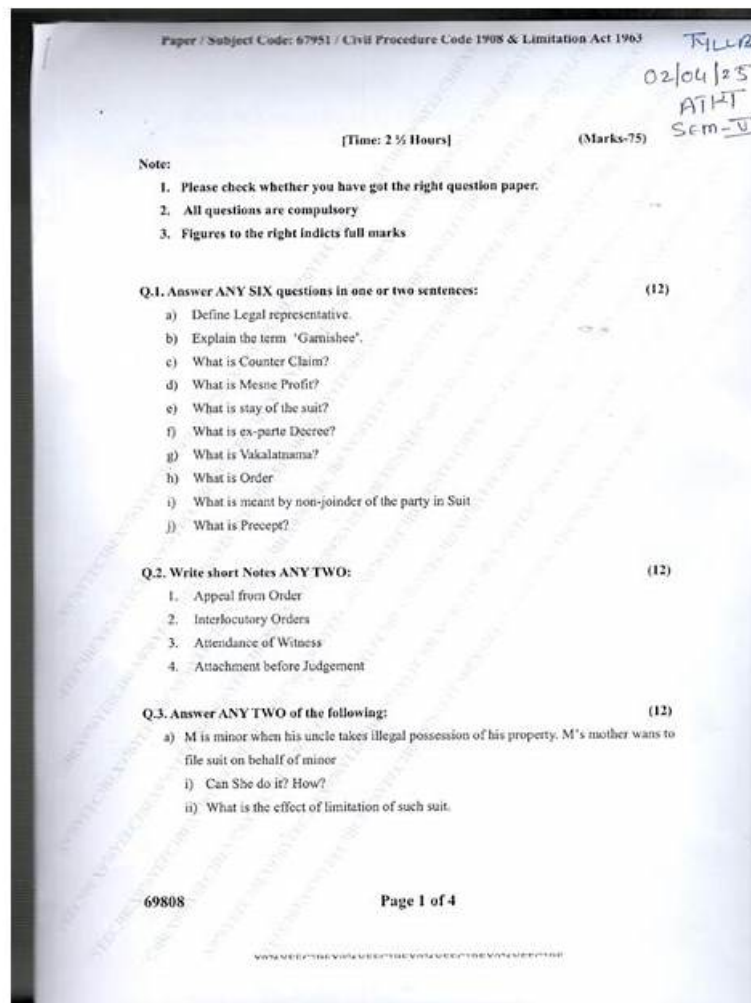 Paper / Subject Code: 67951 / Civil Procedure Code 1908 & Limitation Act 1963
TYLLB
02/04/25
ATKT
SEM-VI
[Time: 2 ½ Hours]
(Marks-75)
Note:
1. Please check whether you have got the right question paper.
2. All questions are compulsory
3. Figures to the right indicts full marks
Q.1. Answer ANY SIX questions in one or two sentences: (12)
a) Define Legal representative.
b) Explain the term 'Garnishee'.
c) What is Counter Claim?
d) What is Mesne Profit?
e) What is stay of the suit?
f) What is ex-parte Decree?
g) What is Vakalatnama?
h) What is Order
i) What is meant by non-joinder of the party in Suit
j) What is Precept?
Q.2. Write short Notes ANY TWO: (12)
1. Appeal from Order
2. Interlocutory Orders
3. Attendance of Witness
4. Attachment before Judgement
Q.3. Answer ANY TWO of the following: (12)
a) M is minor when his uncle takes illegal possession of his property. M's mother wans to
file suit on behalf of minor
i) Can She do it? How?
ii) What is the effect of limitation of such suit.
69808
Page 1 of 4